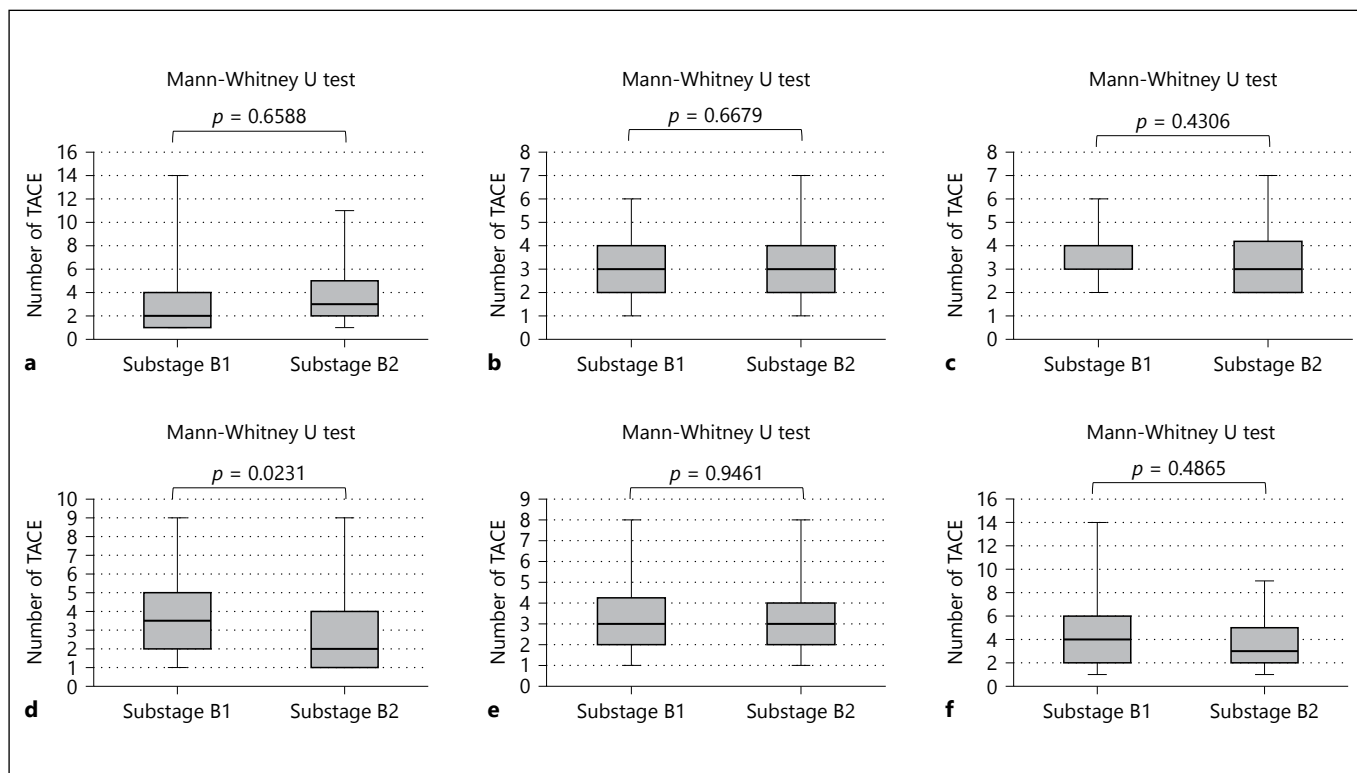 Mann-Whitney U test
p = 0.6588
Number of TACE
16
14
12
10
8
6
4
2
0
Substage B1 Substage B2
a
Mann-Whitney U test
p = 0.6679
Number of TACE
8
7
6
5
4
3
2
1
0
Substage B1 Substage B2
b
Mann-Whitney U test
p = 0.4306
Number of TACE
8
7
6
5
4
3
2
1
0
Substage B1 Substage B2
c
Mann-Whitney U test
p = 0.0231
Number of TACE
10
9
8
7
6
5
4
3
2
1
0
Substage B1 Substage B2
d
Mann-Whitney U test
p = 0.9461
Number of TACE
9
8
7
6
5
4
3
2
1
0
Substage B1 Substage B2
e
Mann-Whitney U test
p = 0.4865
Number of TACE
16
14
12
10
8
6
4
2
0
Substage B1 Substage B2
f